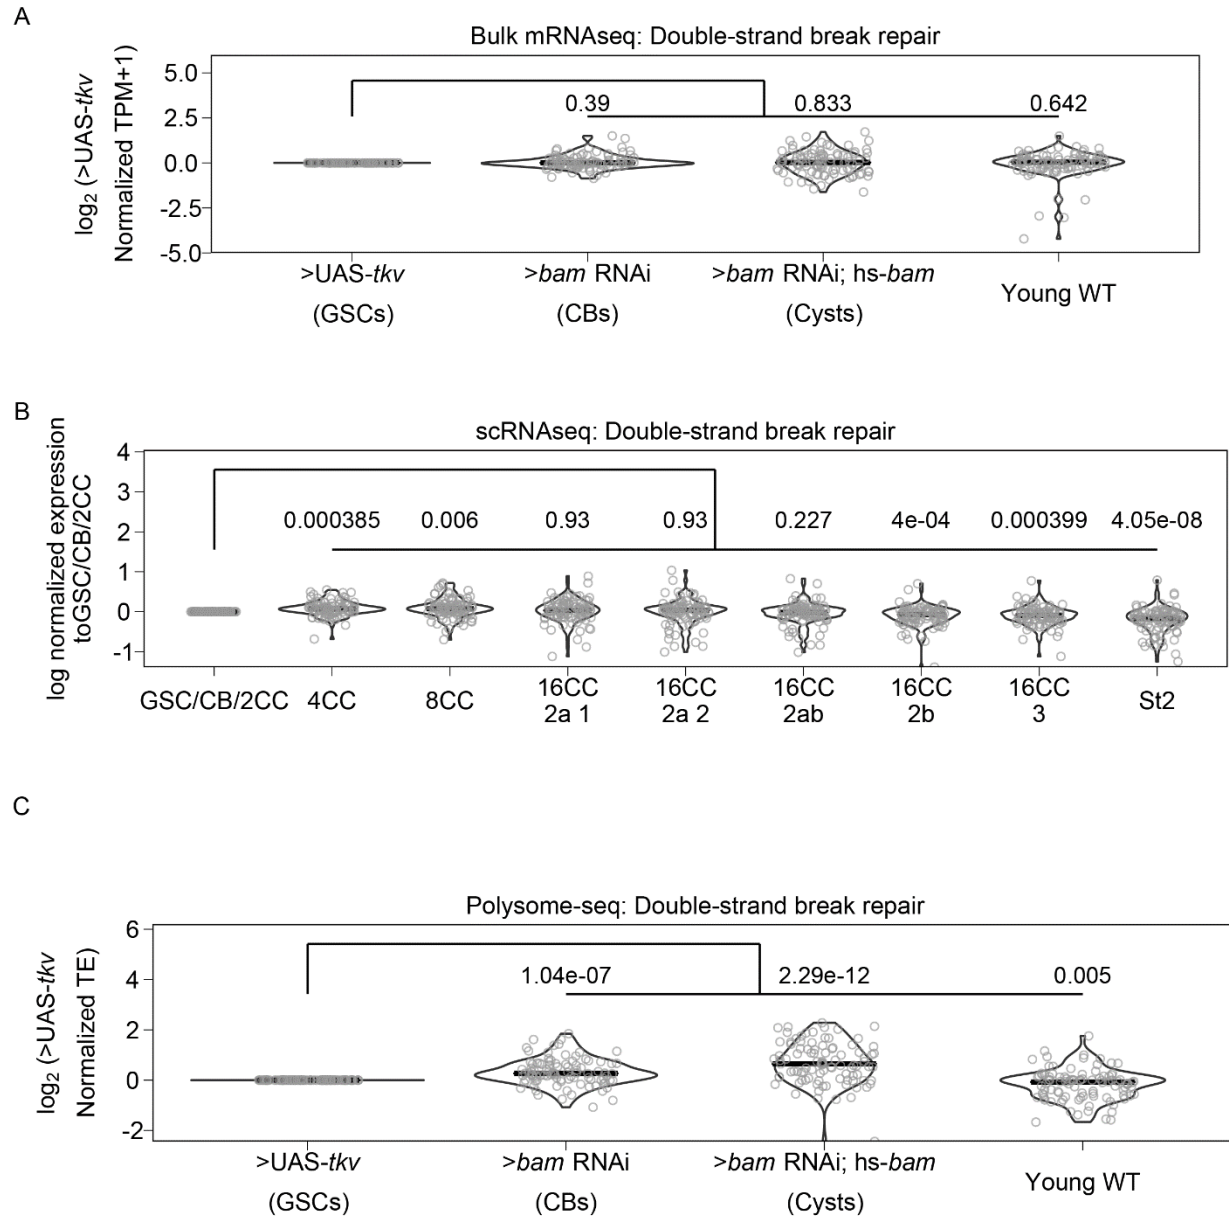 A
Bulk mRNAseq: Double-strand break repair
log2 (>UAS-tkv
Normalized TPM+1)
5.0
2.5
0.0
-2.5
-5.0
0.39 0.833 0.642
>UAS-tkv >bam RNAi >bam RNAi; hs-bam Young WT
(GSCs) (CBs) (Cysts)
B
scRNAseq: Double-strand break repair
log normalized expression
toGSC/CB/2CC
4
3
2
1
0
-1
0.000385 0.006 0.93 0.93 0.227 4e-04 0.000399 4.05e-08
GSC/CB/2CC 4CC 8CC 16CC 16CC 16CC 16CC 16CC St2
2a 1 2a 2 2ab 2b 3
C
Polysome-seq: Double-strand break repair
log2 (>UAS-tkv
Normalized TE)
6
4
2
0
-2
1.04e-07 2.29e-12 0.005
>UAS-tkv >bam RNAi >bam RNAi; hs-bam Young WT
(GSCs) (CBs) (Cysts)